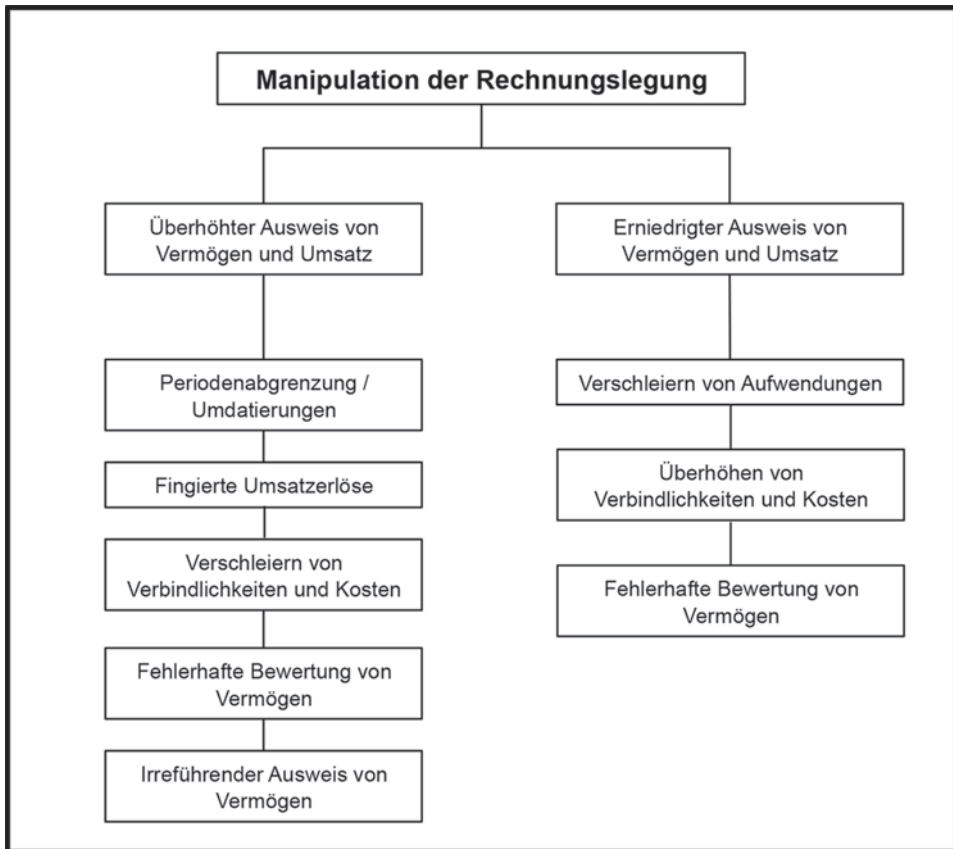 Manipulation der Rechnungslegung
Überhöhter Ausweis von
Vermögen und Umsatz
Periodenabgrenzung /
Umdatierungen
Fingierte Umsatzerlöse
Verschleiern von
Verbindlichkeiten und Kosten
Fehlerhafte Bewertung von
Vermögen
Irreführender Ausweis von
Vermögen
Erniedrigter Ausweis von
Vermögen und Umsatz
Verschleiern von Aufwendungen
Überhöhen von
Verbindlichkeiten und Kosten
Fehlerhafte Bewertung von
Vermögen